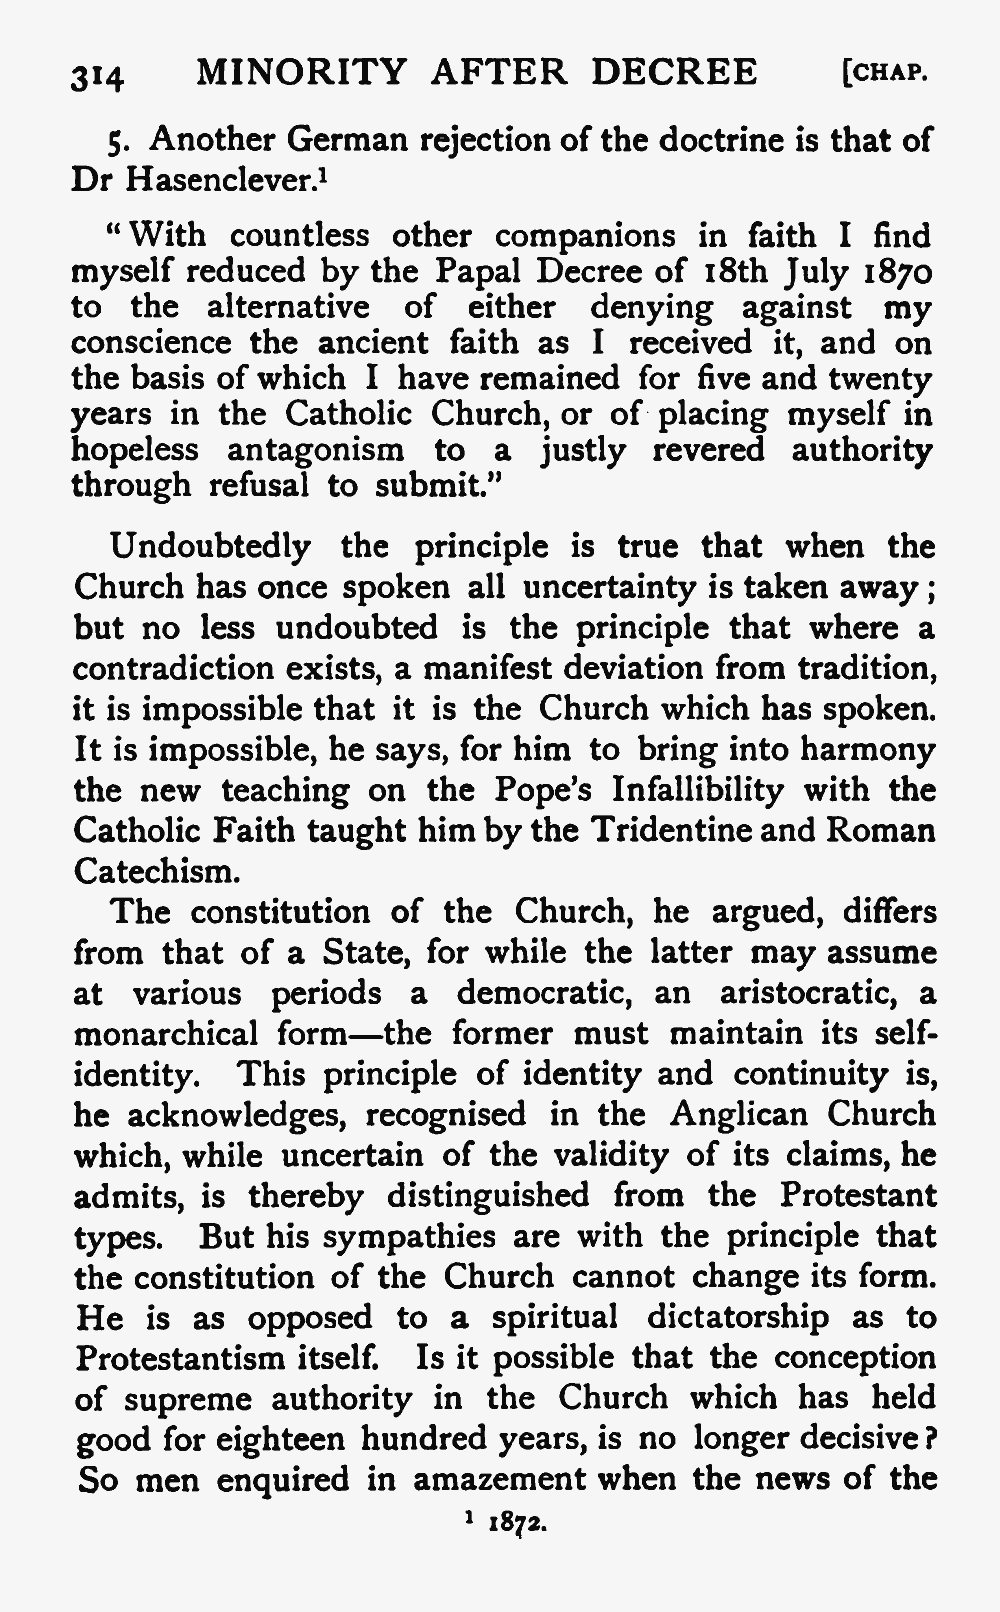 314 MINORITY AFTER DECREE [CHAP.
5. Another German rejection of the doctrine is that of
Dr Hasenclever.¹
“With countless other companions in faith I find
myself reduced by the Papal Decree of 18th July 1870
to the alternative of either denying against my
conscience the ancient faith as I received it, and on
the basis of which I have remained for five and twenty
years in the Catholic Church, or of placing myself in
hopeless antagonism to a justly revered authority
through refusal to submit.”
Undoubtedly the principle is true that when the
Church has once spoken all uncertainty is taken away;
but no less undoubted is the principle that where a
contradiction exists, a manifest deviation from tradition,
it is impossible that it is the Church which has spoken.
It is impossible, he says, for him to bring into harmony
the new teaching on the Pope’s Infallibility with the
Catholic Faith taught him by the Tridentine and Roman
Catechism.
The constitution of the Church, he argued, differs
from that of a State, for while the latter may assume
at various periods a democratic, an aristocratic, a
monarchical form—the former must maintain its self-
identity. This principle of identity and continuity is,
he acknowledges, recognised in the Anglican Church
which, while uncertain of the validity of its claims, he
admits, is thereby distinguished from the Protestant
types. But his sympathies are with the principle that
the constitution of the Church cannot change its form.
He is as opposed to a spiritual dictatorship as to
Protestantism itself. Is it possible that the conception
of supreme authority in the Church which has held
good for eighteen hundred years, is no longer decisive?
So men enquired in amazement when the news of the
¹ 1872.